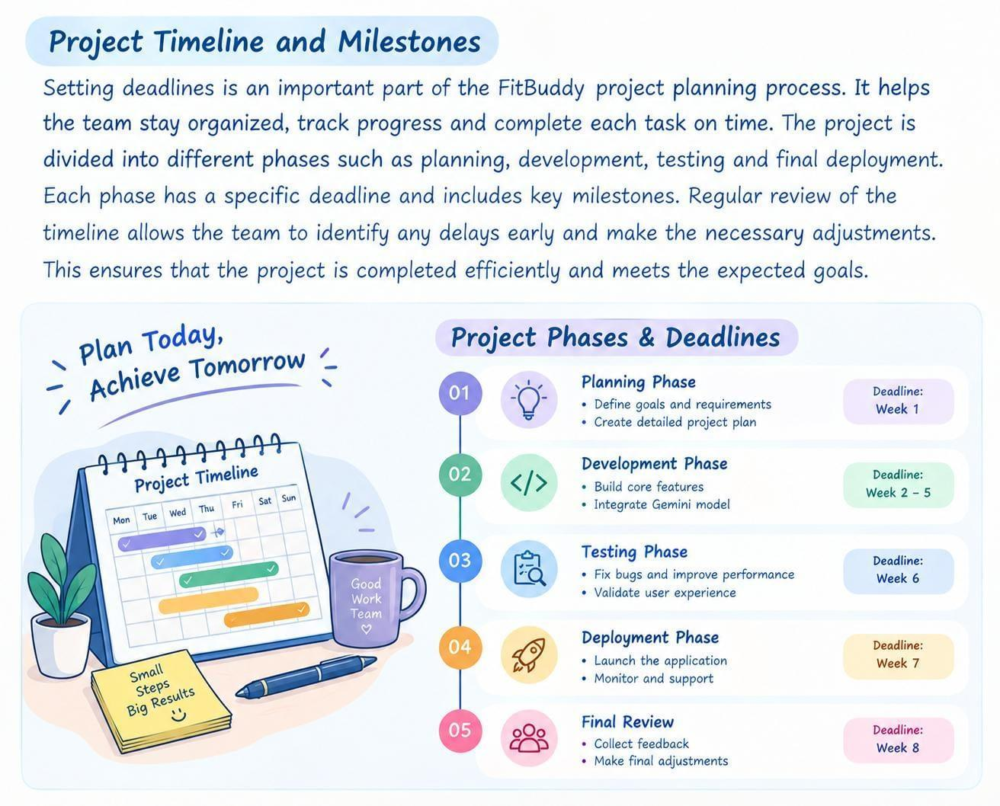 Project Timeline and Milestones
Setting deadlines is an important part of the FitBuddy project planning process. It helps
the team stay organized, track progress and complete each task on time. The project is
divided into different phases such as planning, development, testing and final deployment.
Each phase has a specific deadline and includes key milestones. Regular review of the
timeline allows the team to identify any delays early and make the necessary adjustments.
This ensures that the project is completed efficiently and meets the expected goals.
Plan Today,
Achieve Tomorrow
Project Timeline
Mon Tue Wed Thu Fri Sat Sun
Good
Work
Team
Small
Steps
Big Results
Project Phases & Deadlines
01
Planning Phase
• Define goals and requirements
• Create detailed project plan
Deadline:
Week 1
02
</>
Development Phase
• Build core features
• Integrate Gemini model
Deadline:
Week 2 – 5
03
Testing Phase
• Fix bugs and improve performance
• Validate user experience
Deadline:
Week 6
04
Deployment Phase
• Launch the application
• Monitor and support
Deadline:
Week 7
05
Final Review
• Collect feedback
• Make final adjustments
Deadline:
Week 8